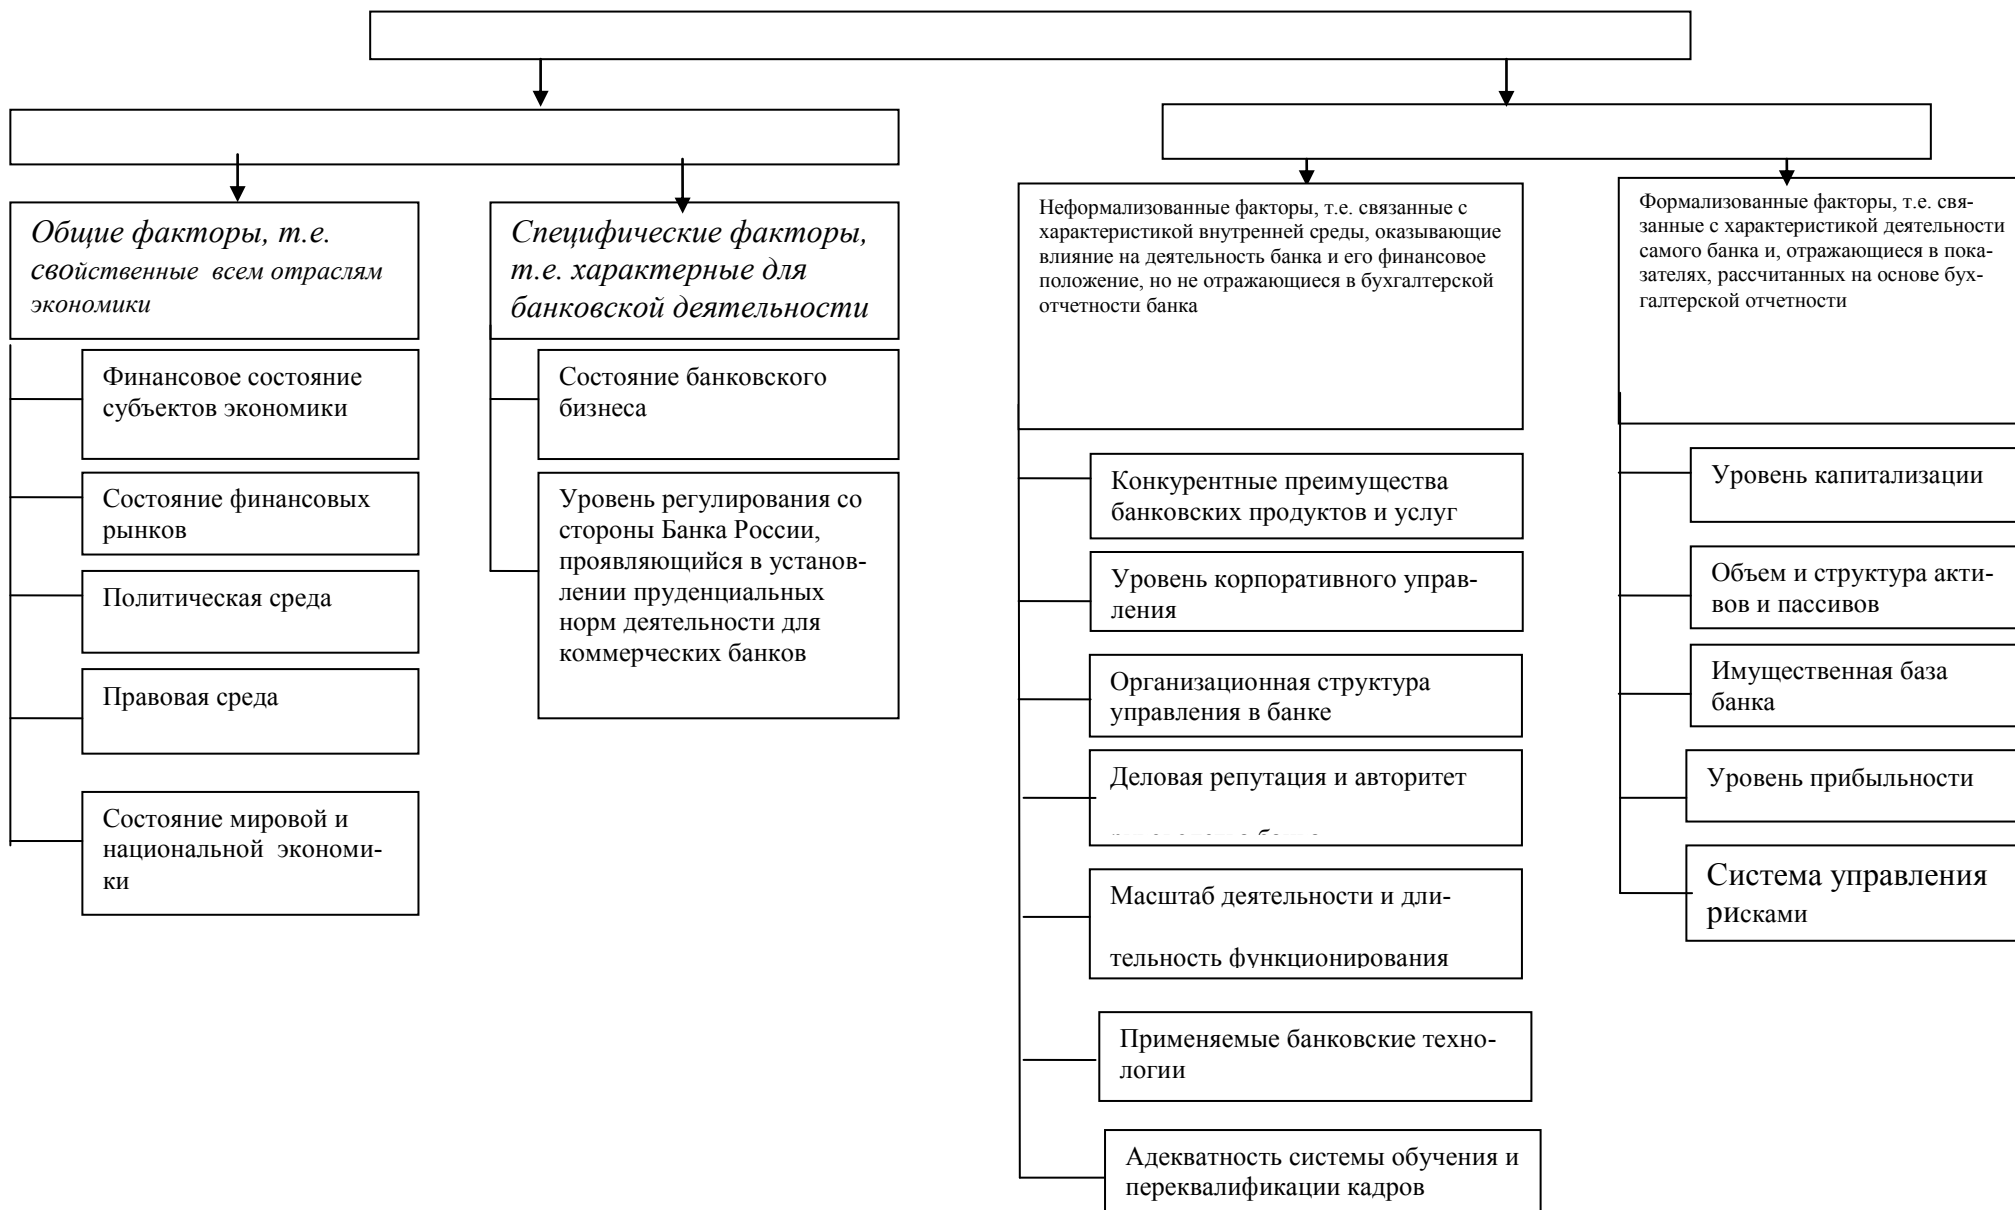 Общие факторы, т.е.
свойственные всем отраслям
экономики
Финансовое состояние
субъектов экономики
Состояние финансовых
рынков
Политическая среда
Правовая среда
Состояние мировой и
национальной экономи-
ки
Специфические факторы,
т.е. характерные для
банковской деятельности
Состояние банковского
бизнеса
Уровень регулирования со
стороны Банка России,
проявляющийся в установ-
лении пруденциальных
норм деятельности для
коммерческих банков
Неформализованные факторы, т.е. связанные с
характеристикой внутренней среды, оказывающие
влияние на деятельность банка и его финансовое
положение, но не отражающиеся в бухгалтерской
отчетности банка
Конкурентные преимущества
банковских продуктов и услуг
Уровень корпоративного управ-
ления
Организационная структура
управления в банке
Деловая репутация и авторитет
Масштаб деятельности и дли-
тельность функционирования
Применяемые банковские техно-
логии
Адекватность системы обучения и
переквалификации кадров
Формализованные факторы, т.е. свя-
занные с характеристикой деятельности
самого банка и, отражающиеся в пока-
зателях, рассчитанных на основе бух-
галтерской отчетности
Уровень капитализации
Объем и структура акти-
вов и пассивов
Имущественная база
банка
Уровень прибыльности
Система управления
рисками